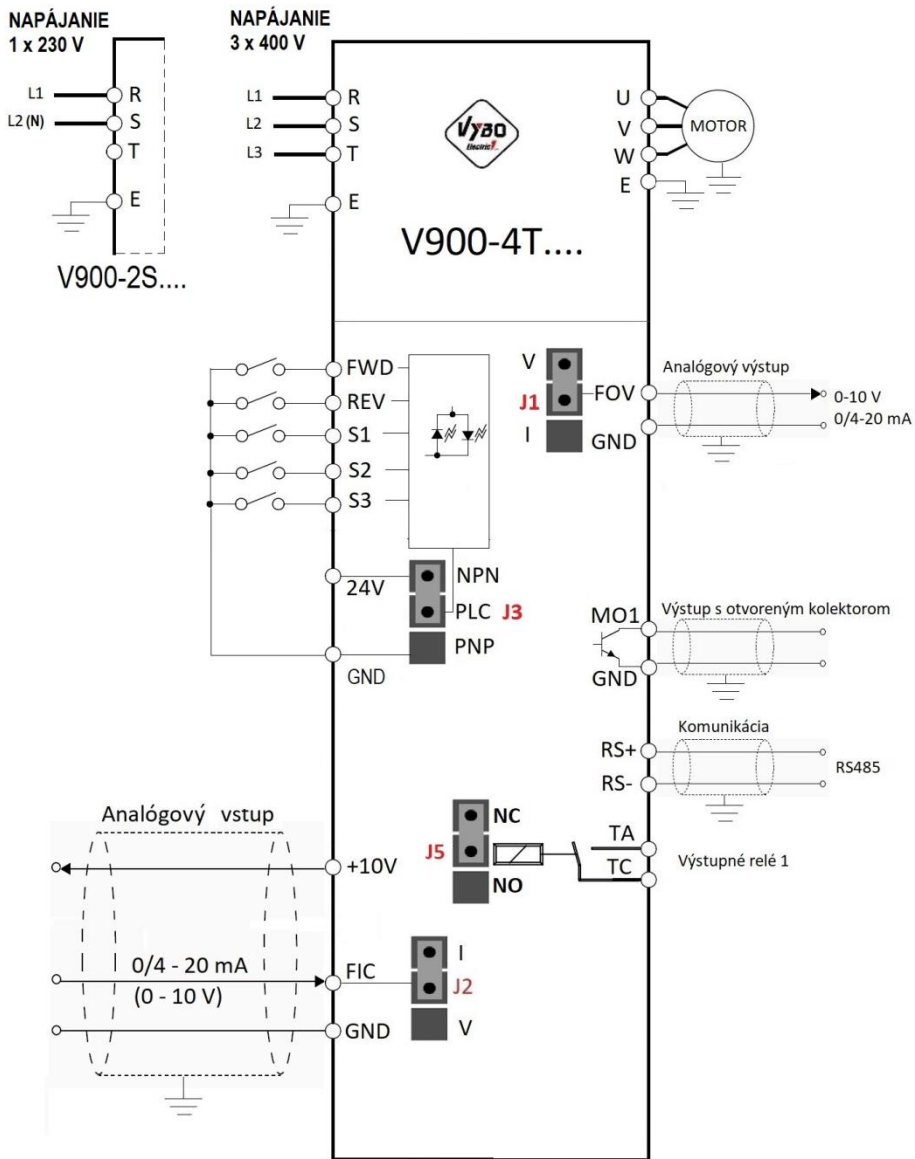 NAPÁJANIE
1 x 230 V
L1
R
L2 (N)
S
T
E
V900-2S....
NAPÁJANIE
3 x 400 V
L1
R
L2
S
L3
T
E
VYBO
Electric
U
V
W
E
MOTOR
V900-4T....
FWD
REV
S1
S2
S3
24V
NPN
PLC
J3
PNP
GND
V
J1
I
FOV
GND
Analógový výstup
0-10 V
0/4-20 mA
MO1
GND
Výstup s otvoreným kolektorom
Komunikácia
RS+
RS-
RS485
NC
J5
NO
TA
TC
Výstupné relé 1
Analógový vstup
+10V
0/4 - 20 mA
(0 - 10 V)
FIC
GND
I
J2
V